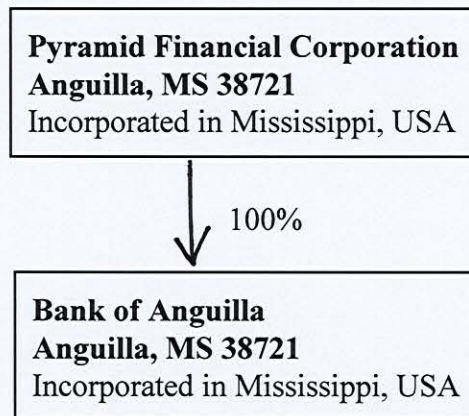 Pyramid Financial Corporation
Anguilla, MS 38721
Incorporated in Mississippi, USA
100%
Bank of Anguilla
Anguilla, MS 38721
Incorporated in Mississippi, USA